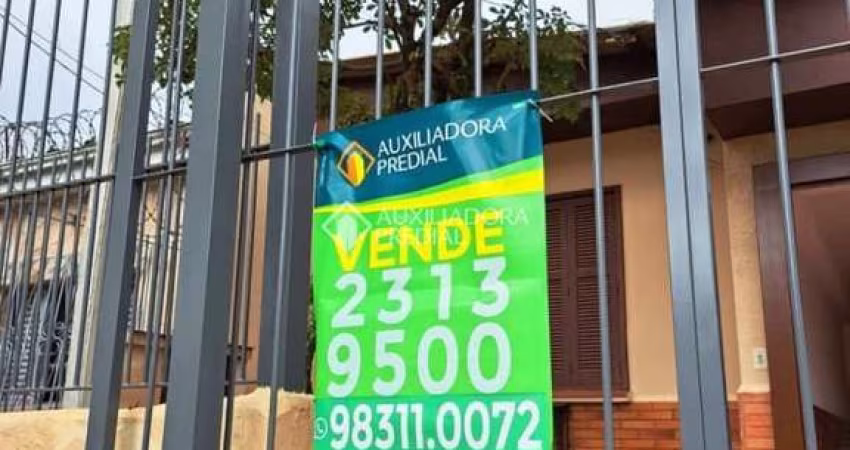 AUXILIADORA
PREDIAL
AUXILIADORA
PREDIAL
VENDE
2313
9500
98311.0072